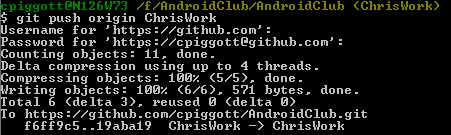 cpiggott@N126W73 /f/AndroidClub/AndroidClub (ChrisWork)
$ git push origin ChrisWork
Username for 'https://github.com':
Password for 'https://cpiggott@github.com':
Counting objects: 11, done.
Delta compression using up to 4 threads.
Compressing objects: 100% (5/5), done.
Writing objects: 100% (6/6), 571 bytes, done.
Total 6 (delta 3), reused 0 (delta 0)
To https://github.com/cpiggott/AndroidClub.git
f6ff9c5..19aba19 ChrisWork -> ChrisWork